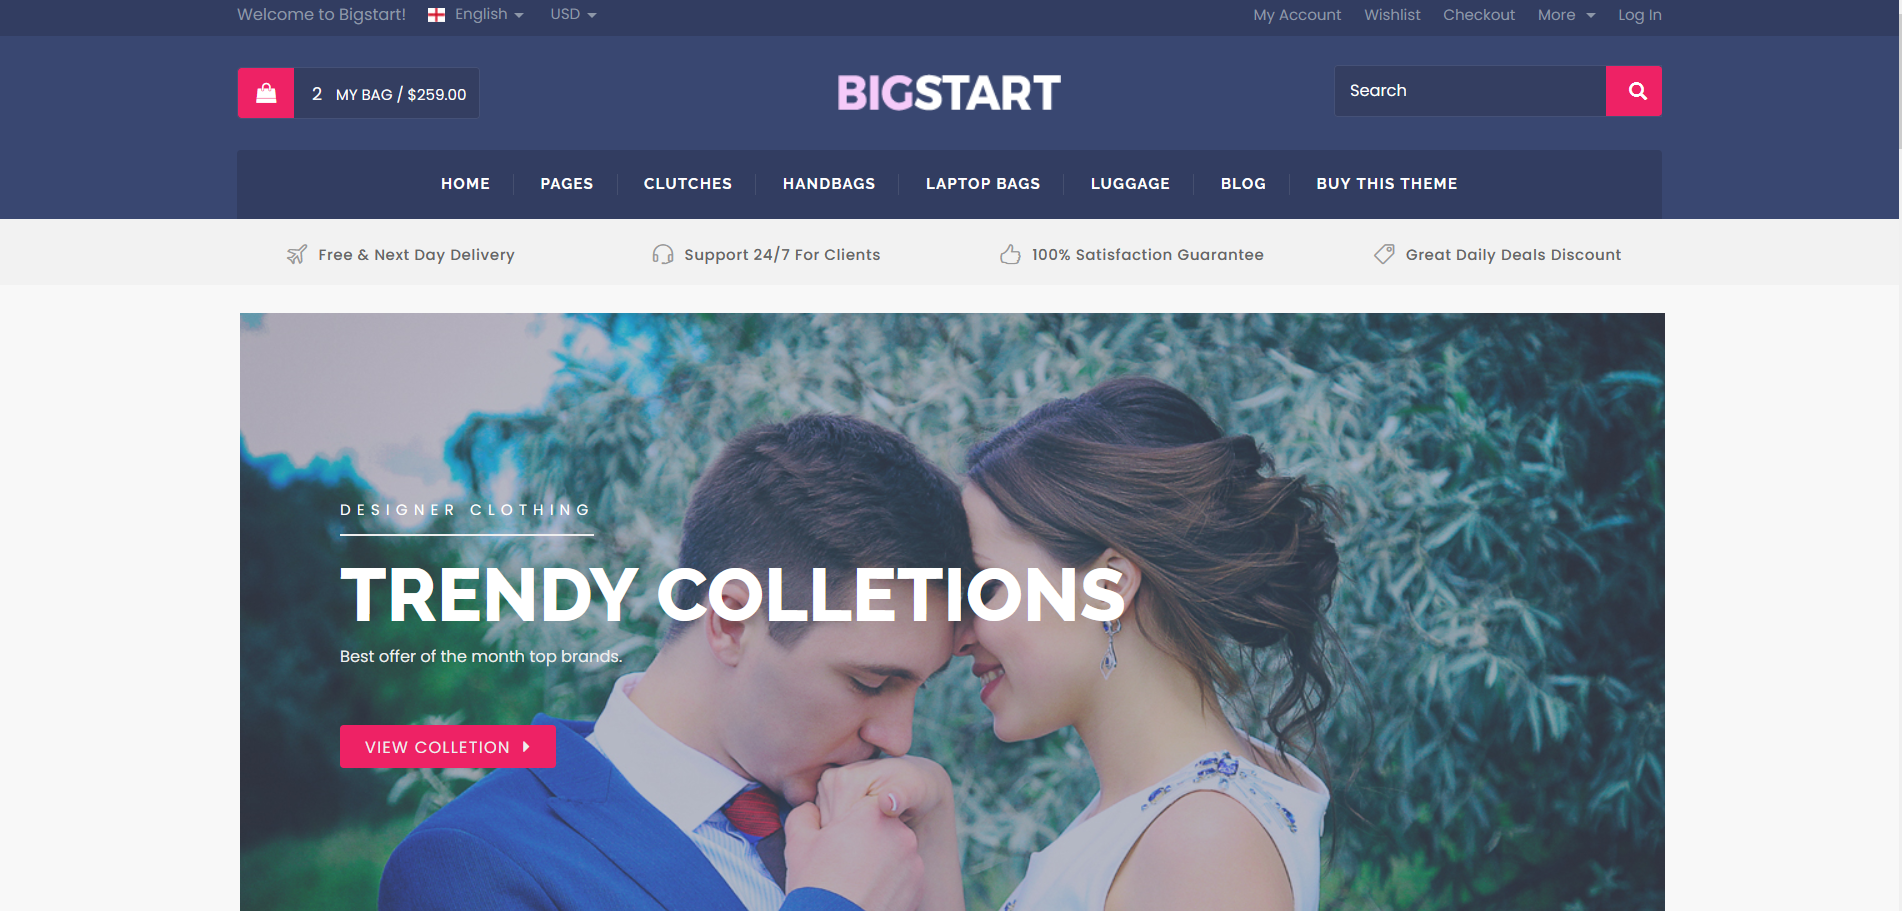 Welcome to Bigstart! English USD My Account Wishlist Checkout More Log In
2 MY BAG / $259.00 BIGSTART Search
HOME PAGES CLUTCHES HANDBAGS LAPTOP BAGS LUGGAGE BLOG BUY THIS THEME
Free & Next Day Delivery Support 24/7 For Clients 100% Satisfaction Guarantee Great Daily Deals Discount
DESIGNER CLOTHING
TRENDY COLLETIONS
Best offer of the month top brands.
VIEW COLLETION